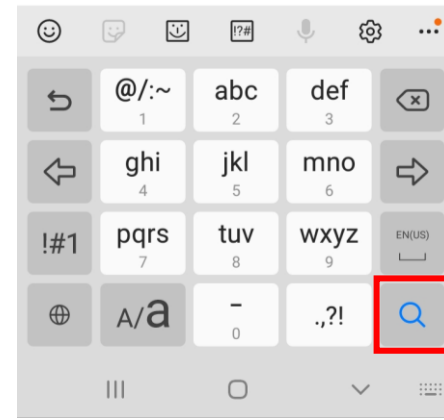 !?#
@/:~ abc def
1 2 3
ghi jkl mno
4 5 6
!#1 pqrs tuv wxyz EN(US)
7 8 9
A/a - .,?!
0